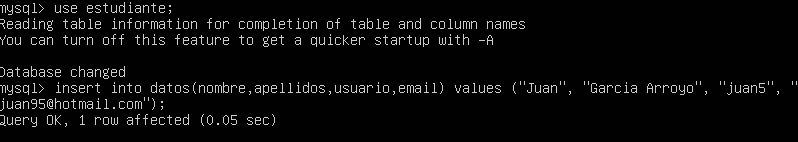 mysql> use estudiante;
Reading table information for completion of table and column names
You can turn off this feature to get a quicker startup with -A
Database changed
mysql> insert into datos(nombre,apellidos,usuario,email) values ("Juan", "Garcia Arroyo", "juan5", "
juan95@hotmail.com");
Query OK, 1 row affected (0.05 sec)